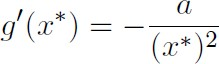 g′(x*) = −a/(x*)²